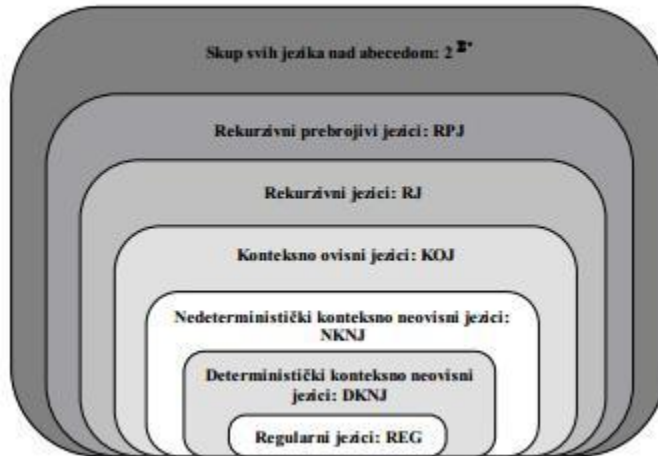 Skup svih jezika nad abecedom: 2^Σ*
Rekurzivni prebrojivi jezici: RPJ
Rekurzivni jezici: RJ
Konteksno ovisni jezici: KOJ
Nedeterministički konteksno neovisni jezici:
NKNJ
Deterministički konteksno neovisni
jezici: DKNJ
Regularni jezici: REG